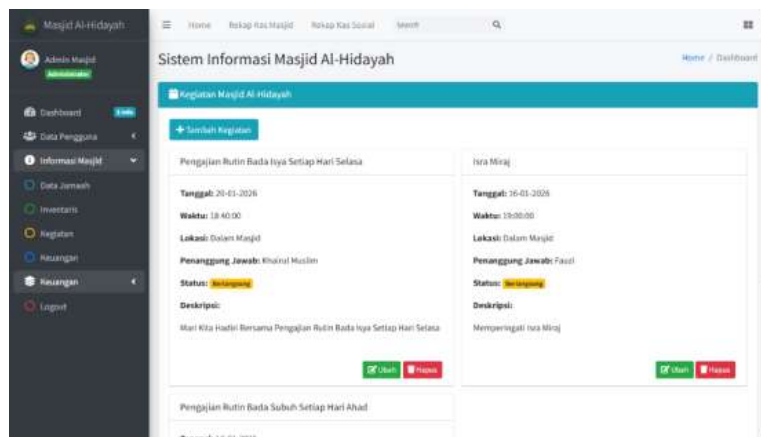 Masjid Al-Hidayah
Home
Rekap Kas Masjid
Rekap Kas Sosial
Search
Admin Masjid
Administrator
Sistem Informasi Masjid Al-Hidayah
Home / Dashboard
Dashboard
Data Pengguna
Informasi Masjid
Data Jamaah
Inventaris
Kegiatan
Keuangan
Keuangan
Logout
Kegiatan Masjid Al-Hidayah
Tambah Kegiatan
Pengajian Rutin Bada Isya Setiap Hari Selasa
Tanggal: 20-01-2026
Waktu: 18:40:00
Lokasi: Dalam Masjid
Penanggung Jawab: Khairul Muslim
Status: Berlangsung
Deskripsi:
Mari Kita Hadiri Bersama Pengajian Rutin Bada Isya Setiap Hari Selasa
Ubah
Hapus
Isra Miraj
Tanggal: 16-01-2026
Waktu: 19:00:00
Lokasi: Dalam Masjid
Penanggung Jawab: Fauzi
Status: Berlangsung
Deskripsi:
Memperingati Isra Miraj
Ubah
Hapus
Pengajian Rutin Bada Subuh Setiap Hari Ahad